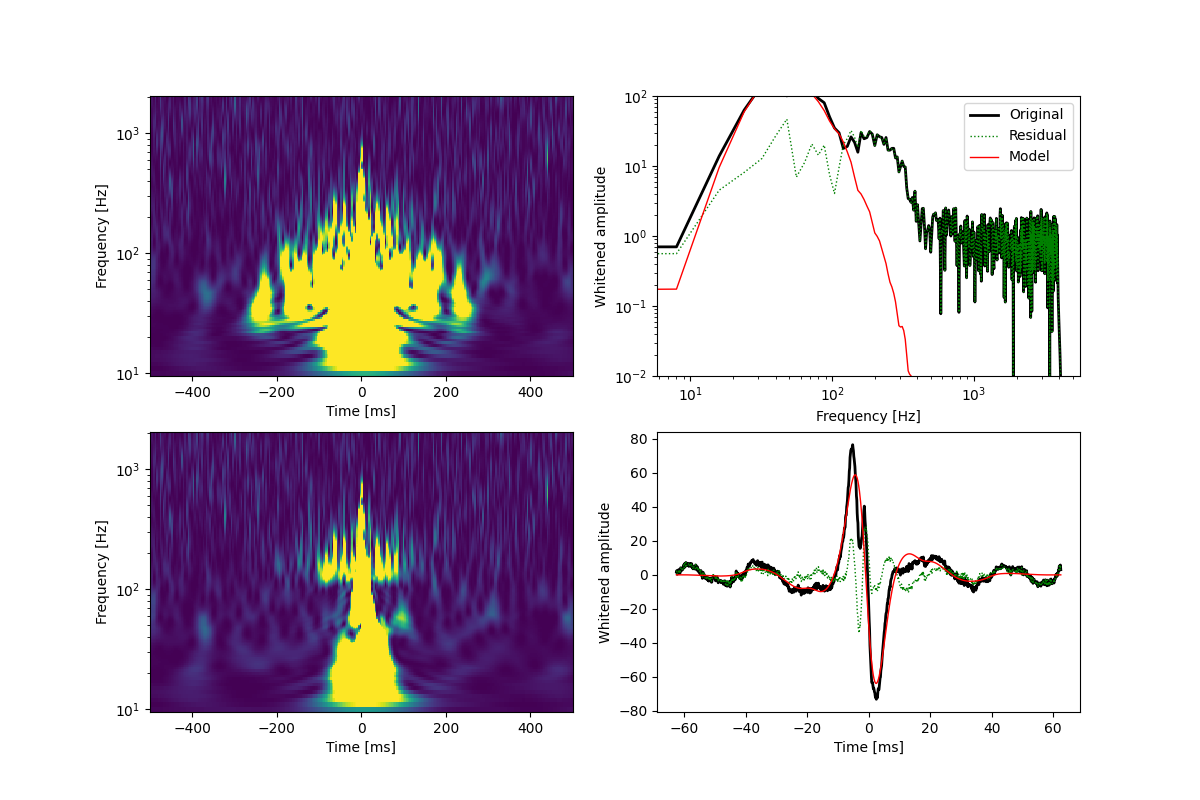 10³
10²
10¹
Frequency [Hz]
−400 −200 0 200 400
Time [ms]
10²
10¹
10⁰
10⁻¹
10⁻²
Whitened amplitude
Original
Residual
Model
10¹ 10² 10³
Frequency [Hz]
10³
10²
10¹
Frequency [Hz]
−400 −200 0 200 400
Time [ms]
80
60
40
20
0
−20
−40
−60
−80
Whitened amplitude
−60 −40 −20 0 20 40 60
Time [ms]